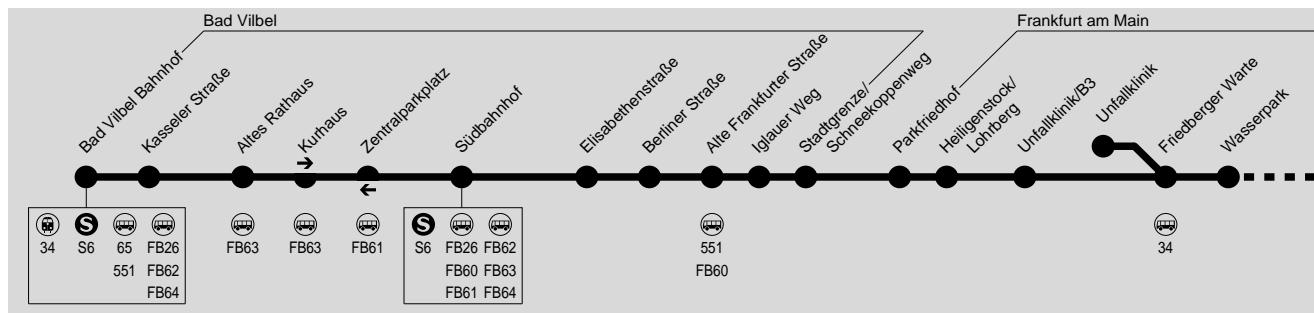 Bad Vilbel
Frankfurt am Main
Bad Vilbel Bahnhof
Kasseler Straße
Altes Rathaus
Kurhaus
Zentralparkplatz
Südbahnhof
Elisabethenstraße
Berliner Straße
Alte Frankfurter Straße
Iglauer Weg
Stadtgrenze/
Schneekoppenweg
Parkfriedhof
Heiligenstock/
Lohrberg
Unfallklinik/B3
Unfallklinik
Friedberger Warte
Wasserpark
→
←
S S
34 S6 65 FB26 FB63 FB63 FB61 S6 FB26 FB62 551 34
551 FB62 FB60 FB63 FB60
FB64 FB61 FB64